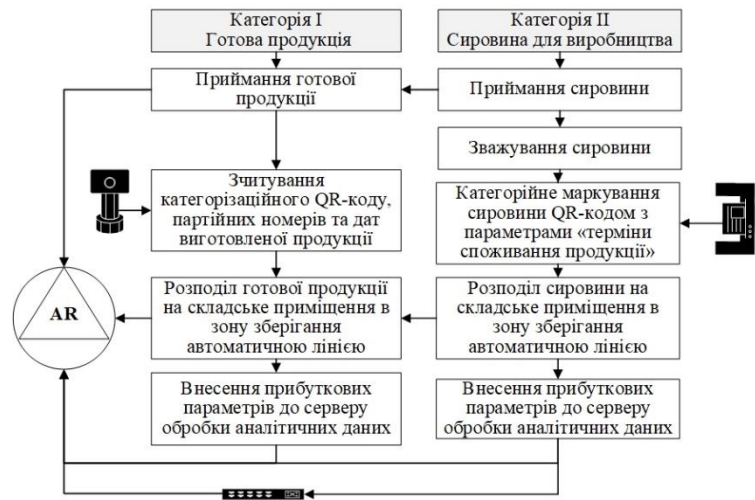 Категорія I
Готова продукція
Категорія II
Сировина для виробництва
Приймання готової
продукції
Приймання сировини
Зважування сировини
Зчитування
категорізаційного QR-коду,
партійних номерів та дат
виготовленої продукції
Категорійне маркування
сировини QR-кодом з
параметрами «терміни
споживання продукції»
AR
Розподіл готової продукції
на складське приміщення в
зону зберігання
автоматичною лінією
Розподіл сировини на
складське приміщення в
зону зберігання
автоматичною лінією
Внесення прибуткових
параметрів до серверу
обробки аналітичних даних
Внесення прибуткових
параметрів до серверу
обробки аналітичних даних